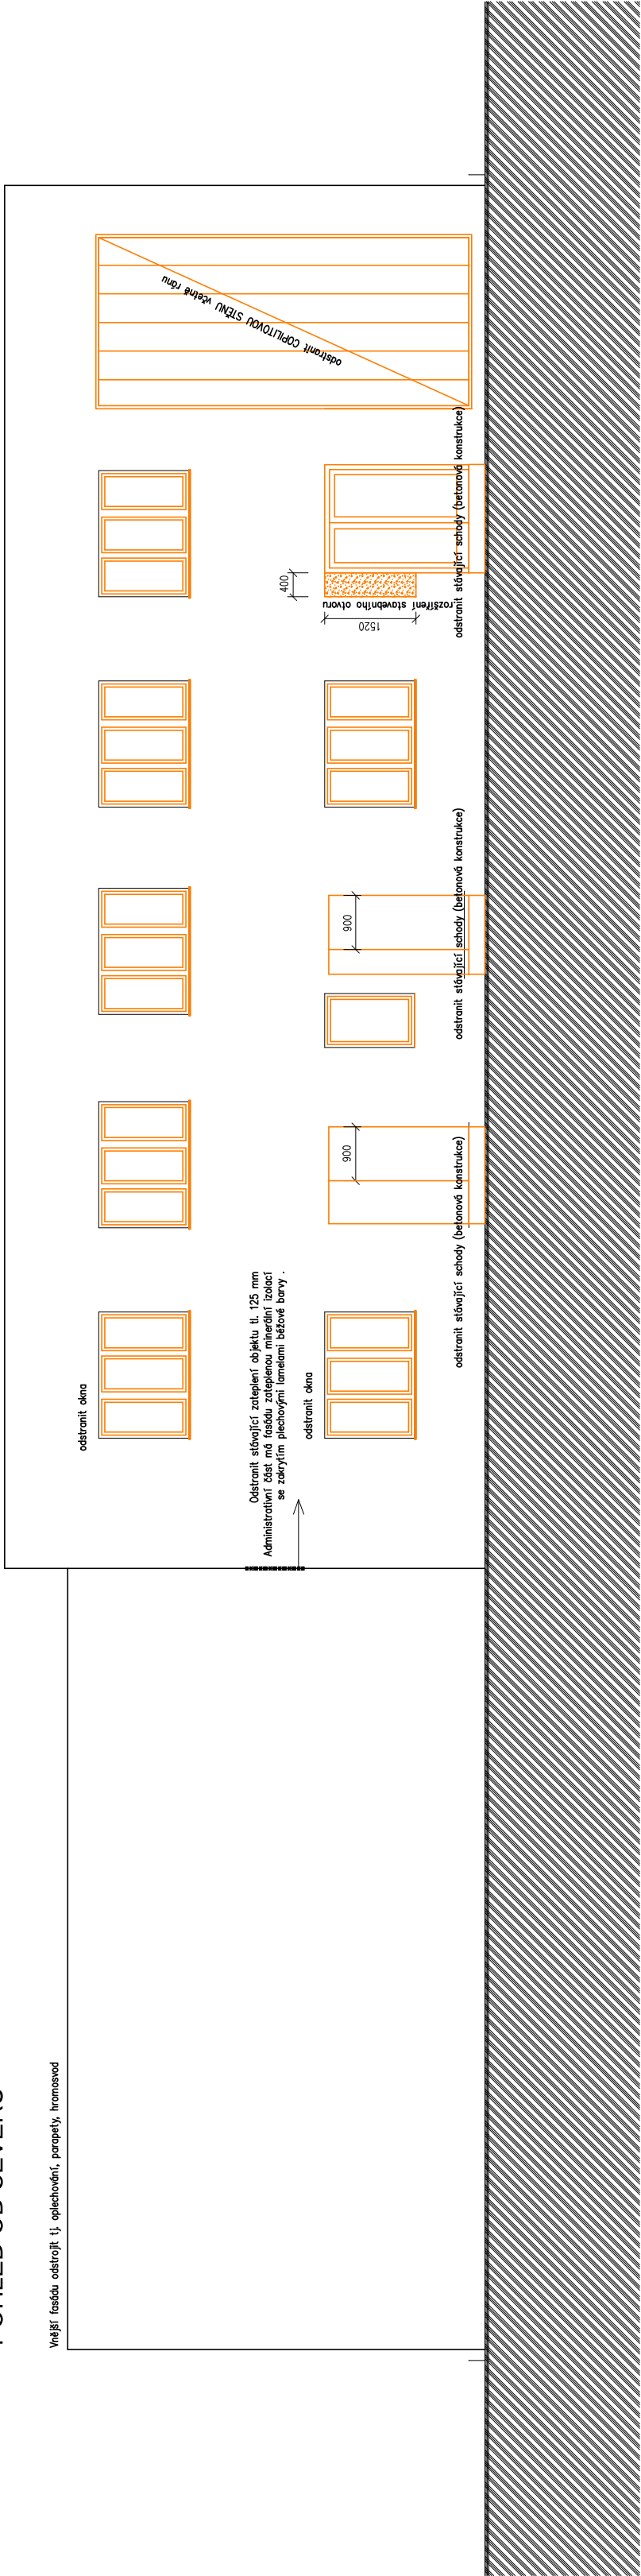 Vnější fasádu odstrojit tj. oplechování, parapety, hromosvod
odstranit okna
Odstranit stávající zateplení objektu tl. 125 mm
Administrativní část má fasádu zateplenou minerální izolací
se zakrytím plechovými lamelami béžové barvy .
odstranit okna
odstranit stávající schody (betonová konstrukce)
900
900
odstranit stávající schody (betonová konstrukce)
400
1520
rozšíření stavebního otvoru
odstranit stávající schody (betonová konstrukce)
odstranit COPILITOVOU STĚNU včetně rámu